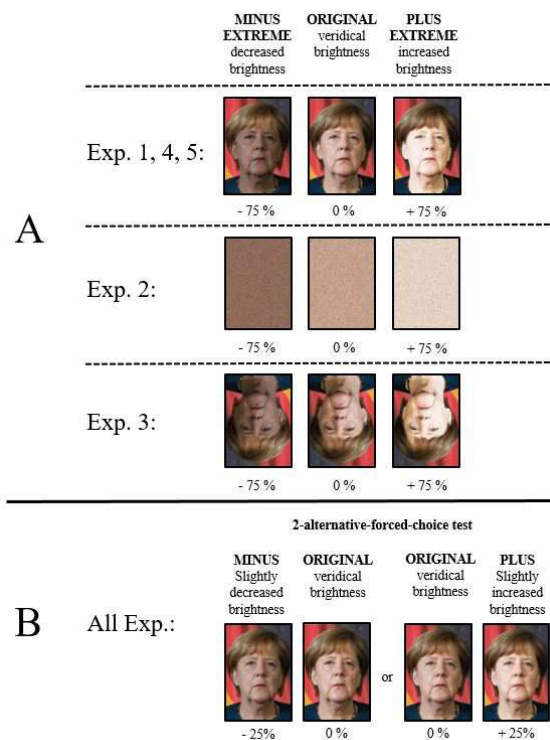 MINUS ORIGINAL PLUS
EXTREME veridical EXTREME
decreased brightness increased
brightness brightness
Exp. 1, 4, 5:
- 75 % 0 % + 75 %
A
Exp. 2:
- 75 % 0 % + 75 %
Exp. 3:
- 75 % 0 % + 75 %
2-alternative-forced-choice test
MINUS ORIGINAL ORIGINAL PLUS
Slightly veridical veridical Slightly
decreased brightness brightness increased
brightness brightness
B All Exp.:
or
- 25% 0 % 0 % + 25%